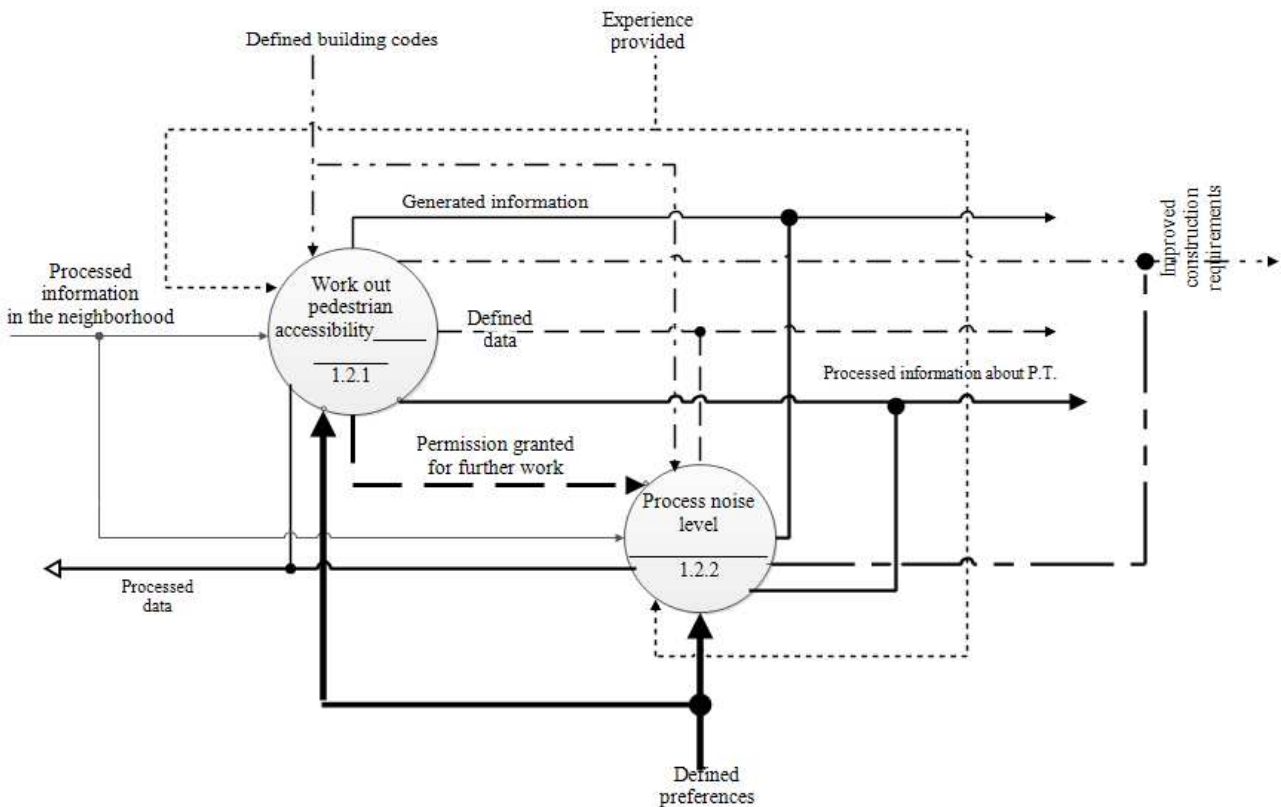 Experience
provided
Defined building codes
Generated information
Improved
construction
requirements
Processed
information
in the neighborhood
Work out
pedestrian
accessibility_____
1.2.1
Defined
data
Processed information about P.T.
Permission granted
for further work
Process noise
level
1.2.2
Processed
data
Defined
preferences